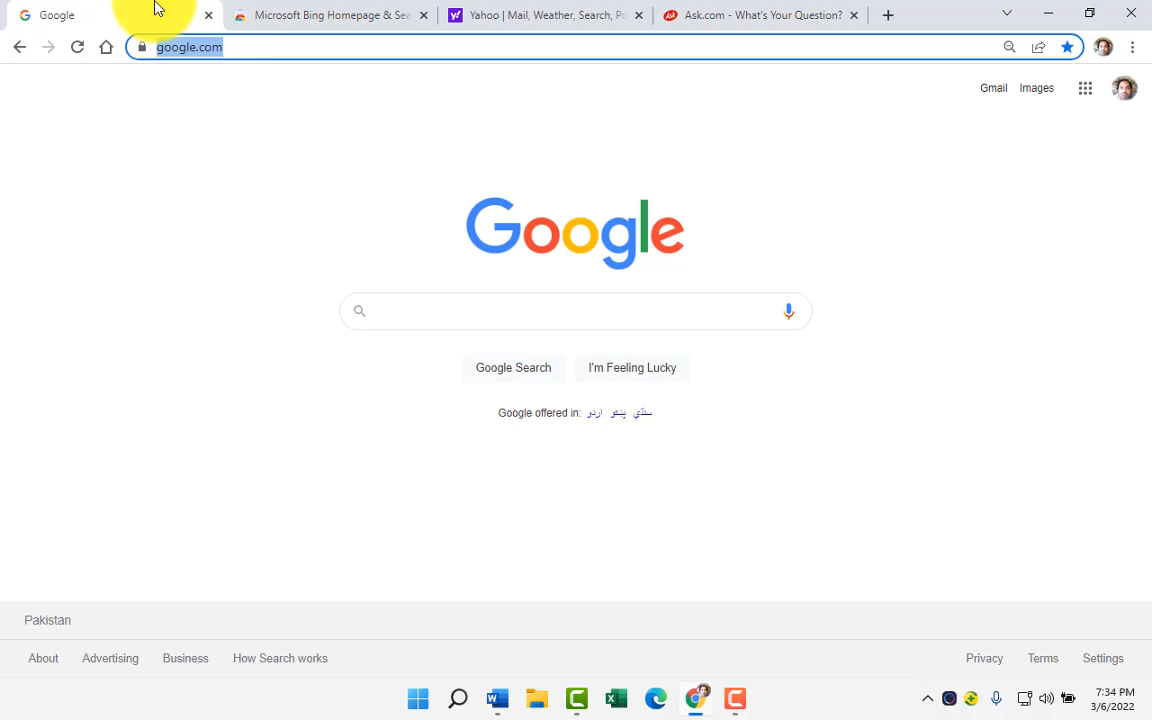 Google
Microsoft Bing Homepage & Sea
Yahoo | Mail, Weather, Search, Po
Ask.com - What's Your Question?
google.com
Gmail Images
Google
Google Search I'm Feeling Lucky
Google offered in: اردو پښتو سنڌي
Pakistan
About Advertising Business How Search works
Privacy Terms Settings
7:34 PM
3/6/2022